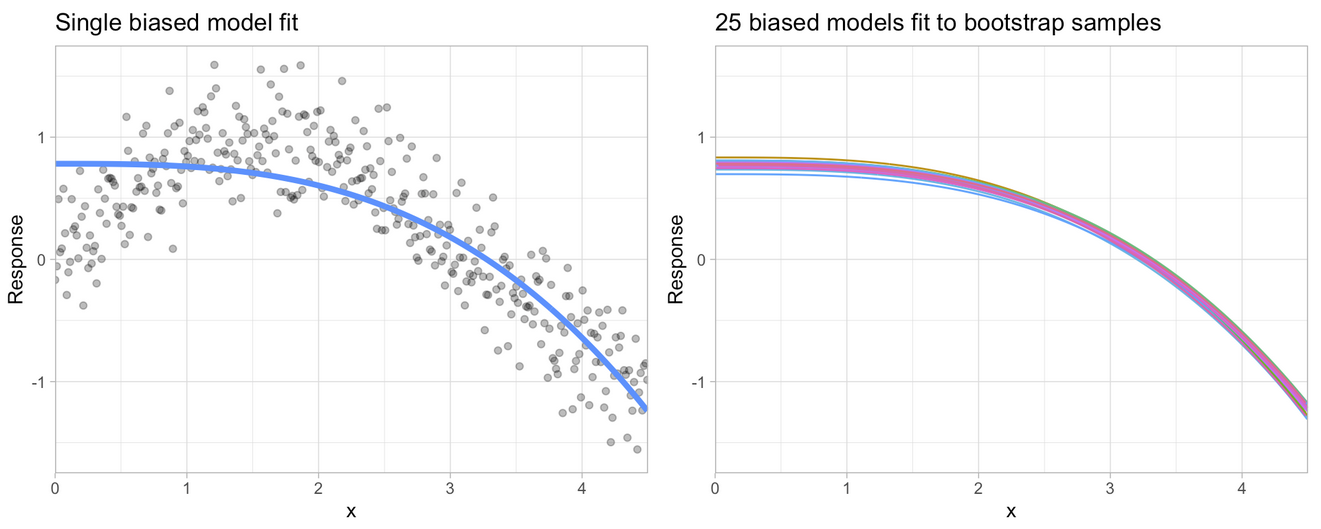 Single biased model fit
Response
1
0
-1
0 1 2 3 4
x
25 biased models fit to bootstrap samples
Response
1
0
-1
0 1 2 3 4
x